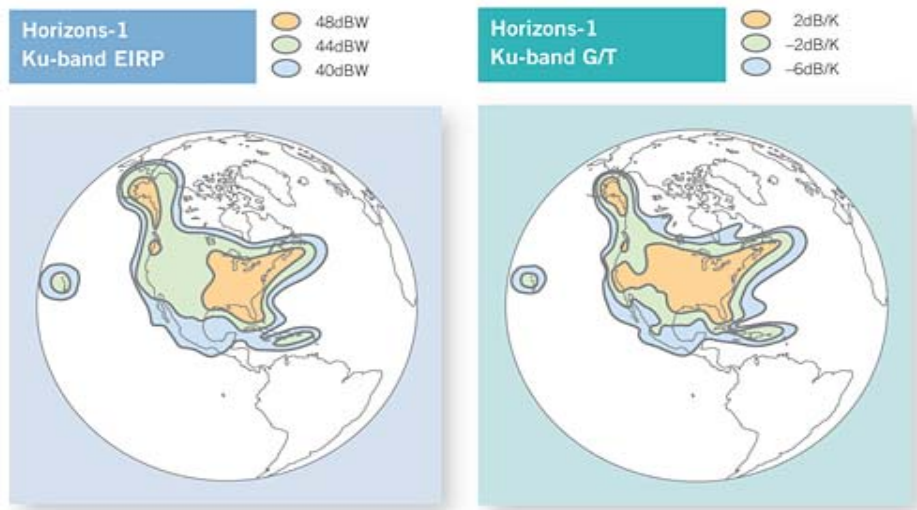 Horizons-1
Ku-band EIRP
48dBW
44dBW
40dBW
Horizons-1
Ku-band G/T
2dB/K
–2dB/K
–6dB/K